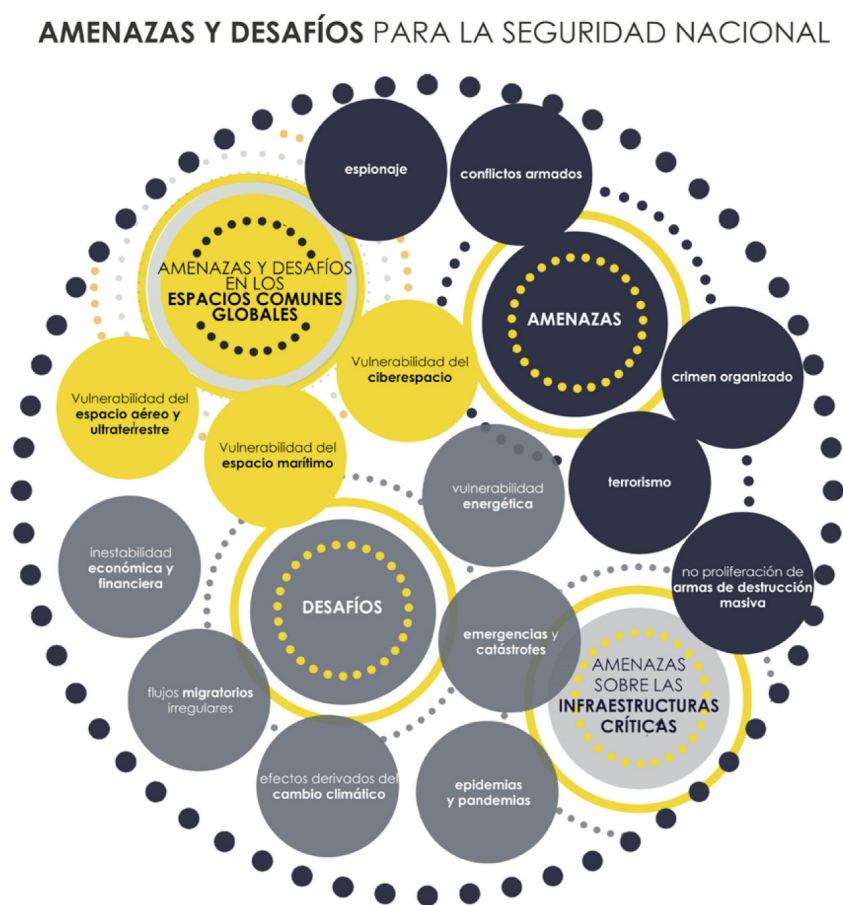 AMENAZAS Y DESAFÍOS PARA LA SEGURIDAD NACIONAL
espionaje
conflictos armados
AMENAZAS Y DESAFÍOS
EN LOS
ESPACIOS COMUNES
GLOBALES
AMENAZAS
Vulnerabilidad del
ciberespacio
crimen organizado
Vulnerabilidad del
espacio aéreo y
ultraterrestre
Vulnerabilidad del
espacio marítimo
vulnerabilidad
energética
terrorismo
inestabilidad
económica y
financiera
no proliferación de
armas de destrucción
masiva
DESAFÍOS
emergencias y
catástrofes
AMENAZAS
SOBRE LAS
INFRAESTRUCTURAS
CRÍTICAS
flujos migratorios
irregulares
efectos derivados del
cambio climático
epidemias
y pandemias